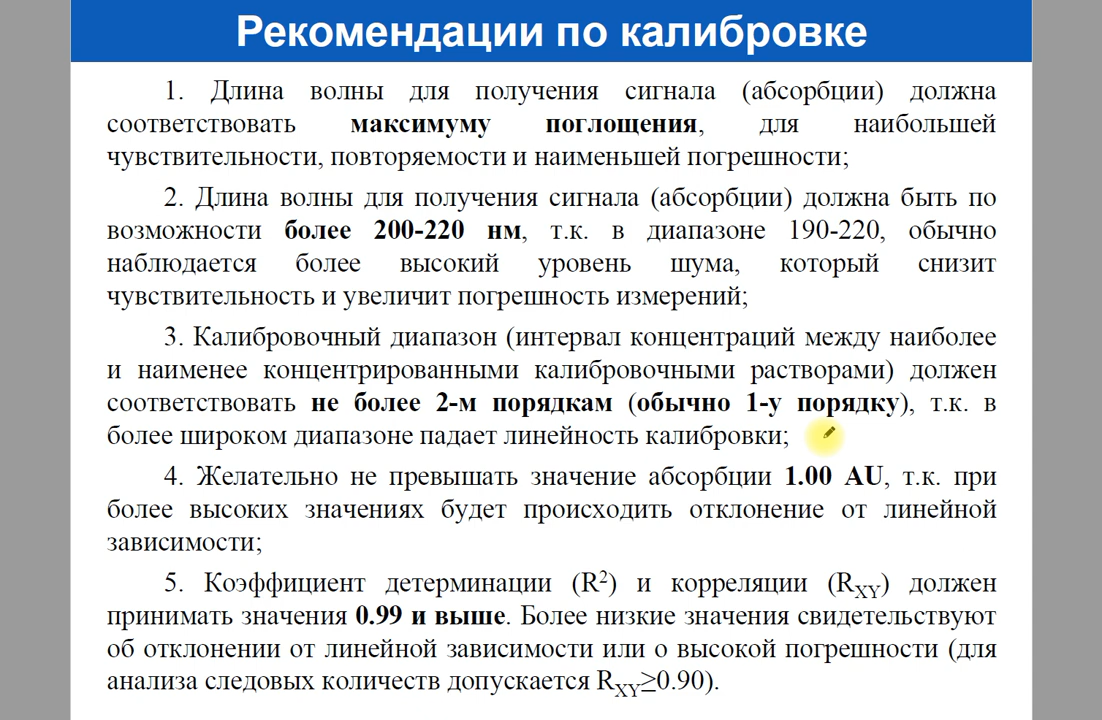 Рекомендации по калибровке
1. Длина волны для получения сигнала (абсорбции) должна
соответствовать максимуму поглощения, для наибольшей
чувствительности, повторяемости и наименьшей погрешности;
2. Длина волны для получения сигнала (абсорбции) должна быть по
возможности более 200-220 нм, т.к. в диапазоне 190-220, обычно
наблюдается более высокий уровень шума, который снизит
чувствительность и увеличит погрешность измерений;
3. Калибровочный диапазон (интервал концентраций между наиболее
и наименее концентрированными калибровочными растворами) должен
соответствовать не более 2-м порядкам (обычно 1-у порядку), т.к. в
более широком диапазоне падает линейность калибровки;
4. Желательно не превышать значение абсорбции 1.00 AU, т.к. при
более высоких значениях будет происходить отклонение от линейной
зависимости;
5. Коэффициент детерминации (R²) и корреляции (R_XY) должен
принимать значения 0.99 и выше. Более низкие значения свидетельствуют
об отклонении от линейной зависимости или о высокой погрешности (для
анализа следовых количеств допускается R_XY≥0.90).